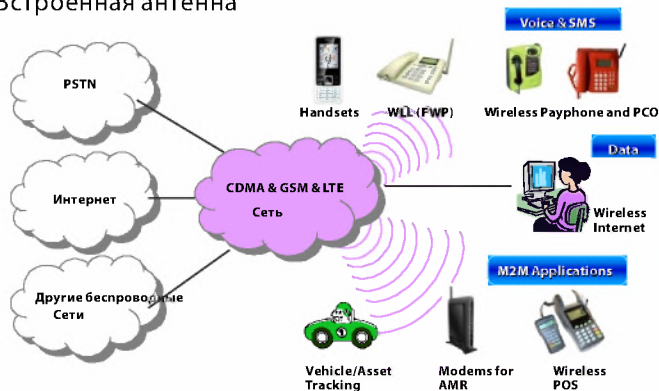 Встроенная антенна
Voice & SMS
PSTN
Handsets
WLL (FWP)
Wireless Payphone and PCO
Data
CDMA & GSM & LTE
Сеть
Интернет
Wireless
Internet
M2M Applications
Другие беспроводные
Сети
Vehicle/Asset
Tracking
Modems for
AMR
Wireless
POS